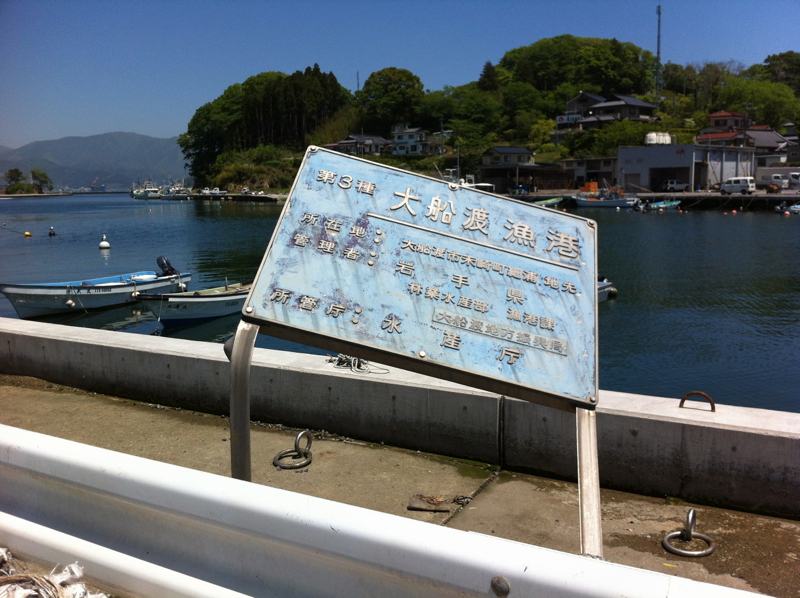 第3種 大船渡漁港
所在地: 大船渡市末崎町細浦 地先
管理者: 岩手県
林業水産部 漁港課
大船渡地方振興局
所管庁: 水産庁